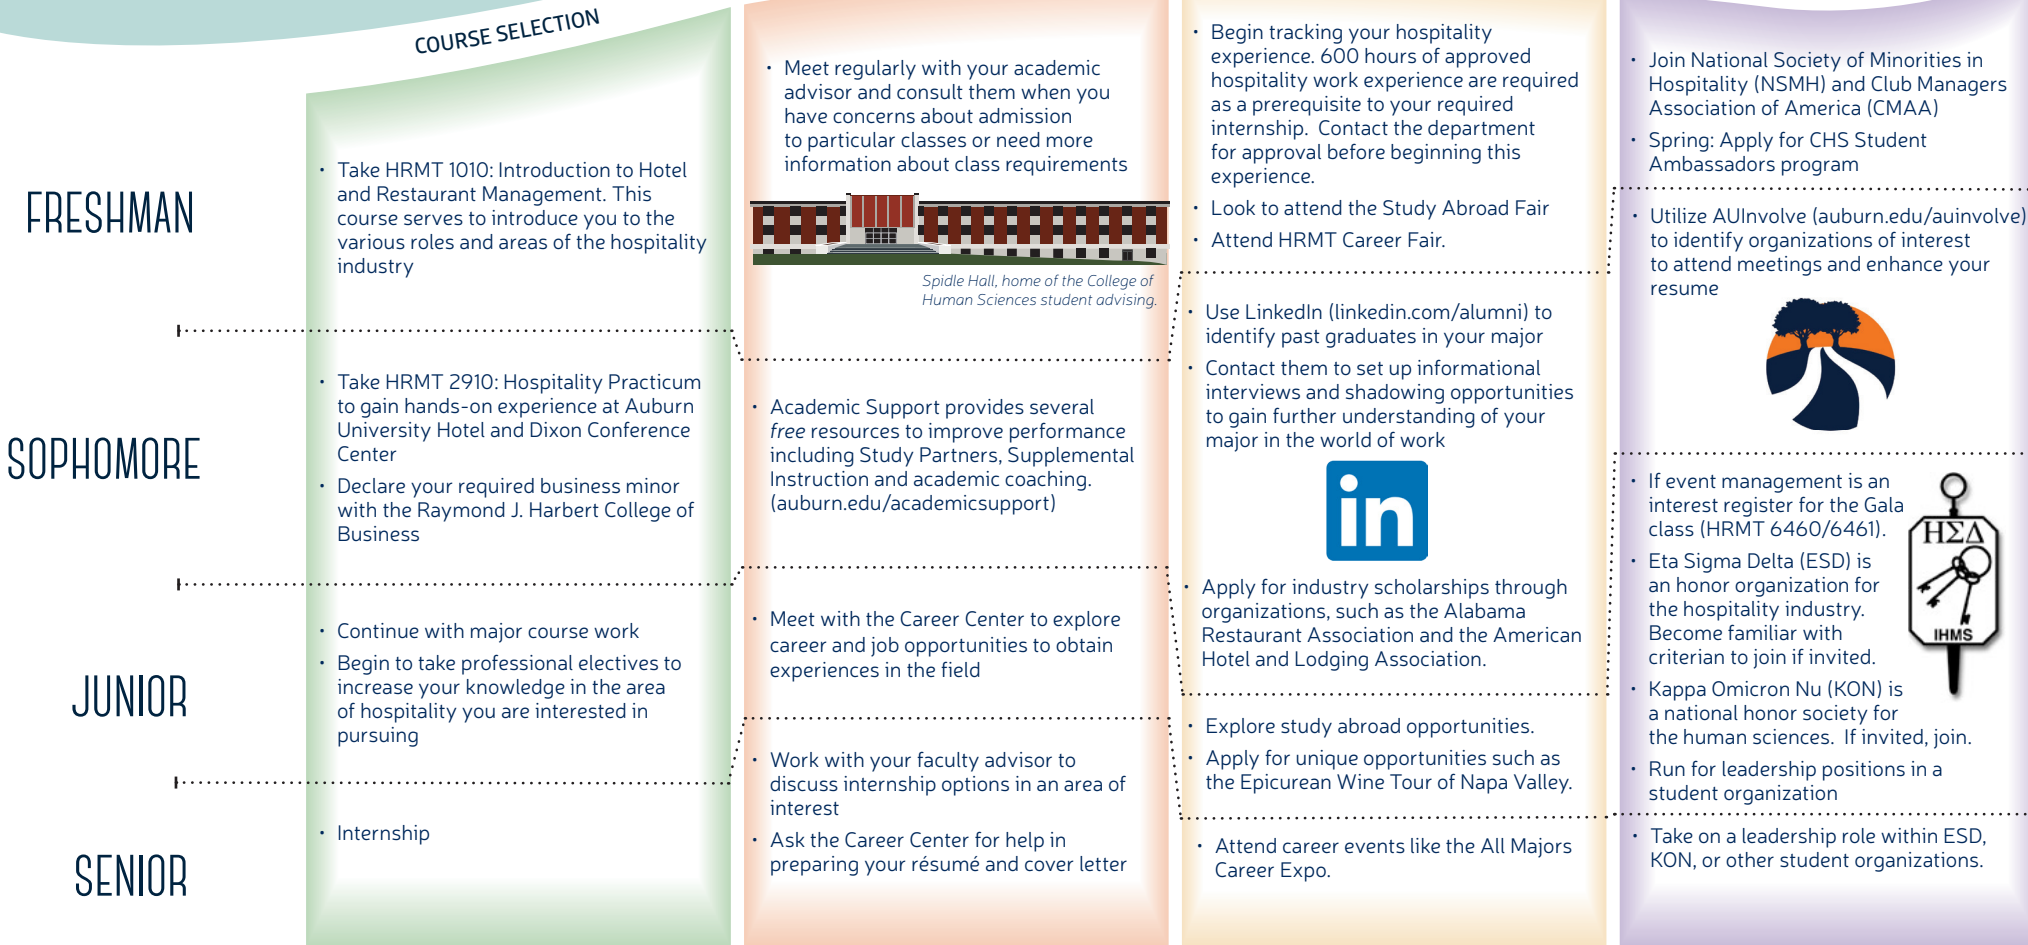 COURSE SELECTION
FRESHMAN
• Take HRMT 1010: Introduction to Hotel
and Restaurant Management. This
course serves to introduce you to the
various roles and areas of the hospitality
industry
• Meet regularly with your academic
advisor and consult them when you
have concerns about admission
to particular classes or need more
information about class requirements
Spidle Hall, home of the College of
Human Sciences student advising.
• Begin tracking your hospitality
experience. 600 hours of approved
hospitality work experience are required
as a prerequisite to your required
internship. Contact the department
for approval before beginning this
experience.
• Look to attend the Study Abroad Fair
• Attend HRMT Career Fair.
• Join National Society of Minorities in
Hospitality (NSMH) and Club Managers
Association of America (CMAA)
• Spring: Apply for CHS Student
Ambassadors program
SOPHOMORE
• Take HRMT 2910: Hospitality Practicum
to gain hands-on experience at Auburn
University Hotel and Dixon Conference
Center
• Declare your required business minor
with the Raymond J. Harbert College of
Business
• Academic Support provides several
free resources to improve performance
including Study Partners, Supplemental
Instruction and academic coaching.
(auburn.edu/academicsupport)
• Use LinkedIn (linkedin.com/alumni) to
identify past graduates in your major
• Contact them to set up informational
interviews and shadowing opportunities
to gain further understanding of your
major in the world of work
in
• Apply for industry scholarships through
organizations, such as the Alabama
Restaurant Association and the American
Hotel and Lodging Association.
• Utilize AUInvolve (auburn.edu/auinvolve)
to identify organizations of interest
to attend meetings and enhance your
resume
JUNIOR
• Continue with major course work
• Begin to take professional electives to
increase your knowledge in the area
of hospitality you are interested in
pursuing
• Meet with the Career Center to explore
career and job opportunities to obtain
experiences in the field
• Explore study abroad opportunities.
• Apply for unique opportunities such as
the Epicurean Wine Tour of Napa Valley.
• If event management is an
interest register for the Gala
class (HRMT 6460/6461).
• Eta Sigma Delta (ESD) is
an honor organization for
the hospitality industry.
Become familiar with
criterian to join if invited.
• Kappa Omicron Nu (KON) is
a national honor society for
the human sciences. If invited, join.
• Run for leadership positions in a
student organization
ΗΣΔ
IHMS
SENIOR
• Internship
• Work with your faculty advisor to
discuss internship options in an area of
interest
• Ask the Career Center for help in
preparing your résumé and cover letter
• Attend career events like the All Majors
Career Expo.
• Take on a leadership role within ESD,
KON, or other student organizations.